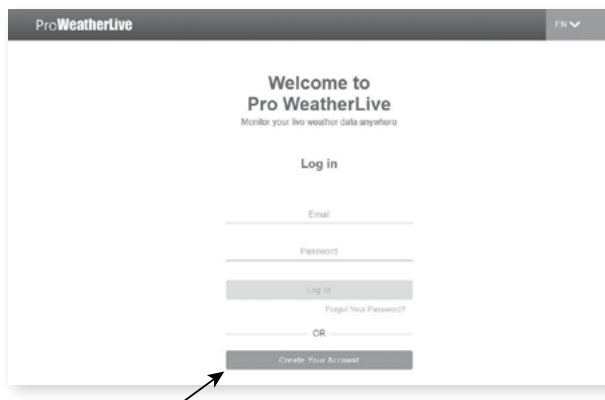 ProWeatherLive
EN
Welcome to
Pro WeatherLive
Monitor your live weather data anywhere
Log in
Email
Password
Log in
Forgot Your Password?
OR
Create Your Account